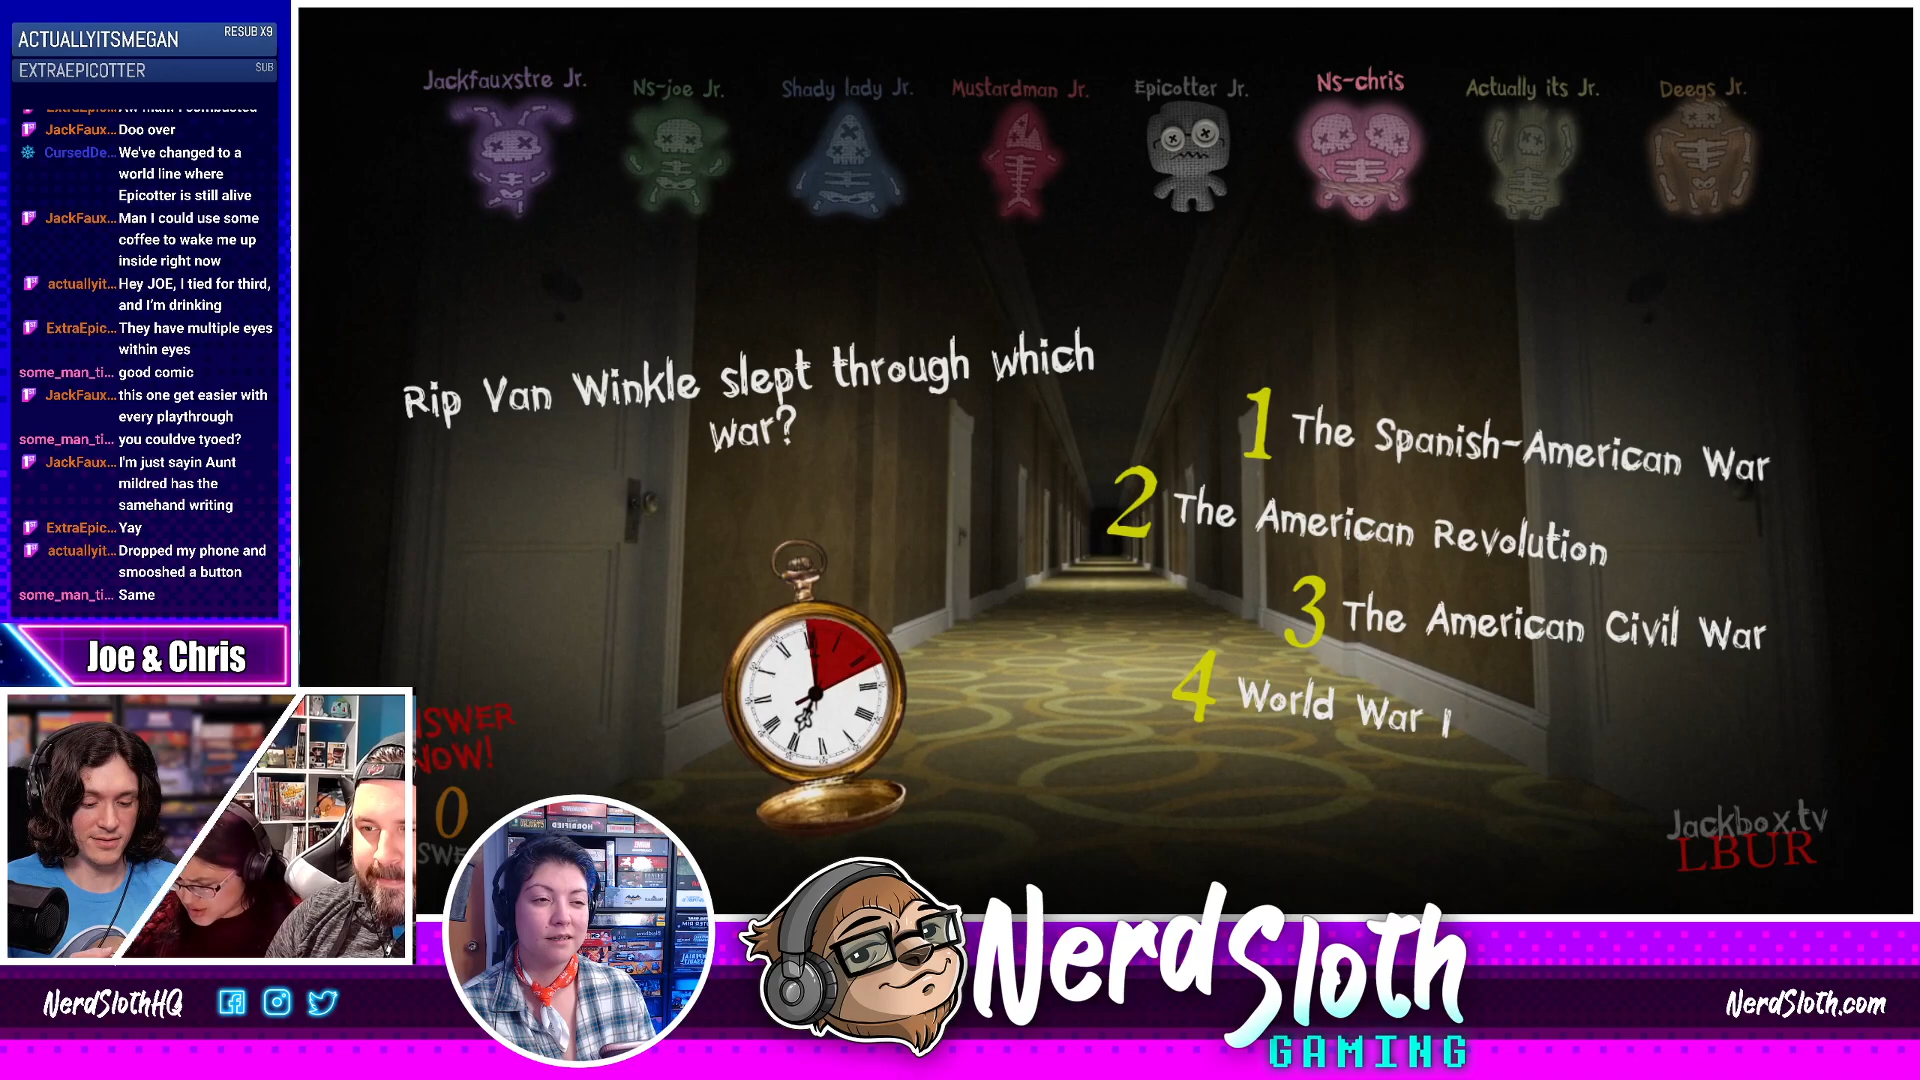 ACTUALLYITSMEGAN RESUB X9
EXTRAEPICOTTER SUB
JackFaux... Doo over
CursedDe... We've changed to a
world line where
Epicotter is still alive
JackFaux... Man I could use some
coffee to wake me up
inside right now
actuallyit... Hey JOE, I tied for third,
and I'm drinking
ExtraEpic... They have multiple eyes
within eyes
some_man_ti... good comic
JackFaux... this one get easier with
every playthrough
some_man_ti... you couldve tyoed?
JackFaux... I'm just sayin Aunt
mildred has the
samehand writing
ExtraEpic... Yay
actuallyit... Dropped my phone and
smooshed a button
some_man_ti... Same
Joe & Chris
Jackfauxstre Jr.
Ns-joe Jr.
Shady lady Jr.
Mustardman Jr.
Epicotter Jr.
Ns-chris
Actually its Jr.
Deegs Jr.
Rip Van Winkle slept through which
war?
1 The Spanish-American War
2 The American Revolution
3 The American Civil War
4 World War I
NOW!
0
Jackbox.tv
LBUR
HORRIFIED
NerdSlothHQ
NerdSloth
GAMING
NerdSloth.com